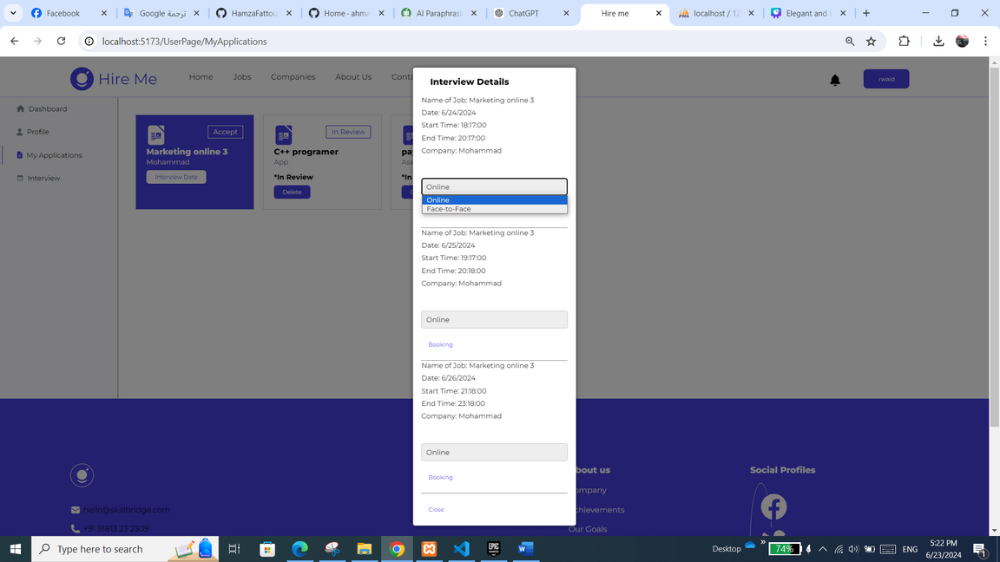 Facebook
Google ترجمة
HamzaFattou
Home - ahma
AI Paraphrasi
ChatGPT
Hire me
localhost / 12
Elegant and F
localhost:5173/UserPage/MyApplications
Hire Me
Home
Jobs
Companies
About Us
Conta
rwaid
Dashboard
Profile
My Applications
Interview
Accept
Marketing online 3
Mohammad
Interview Date
In Review
C++ programer
App
*In Review
Delete
Interview Details
Name of Job: Marketing online 3
Date: 6/24/2024
Start Time: 18:17:00
End Time: 20:17:00
Company: Mohammad
Online
Online
Face-to-Face
Name of Job: Marketing online 3
Date: 6/25/2024
Start Time: 19:17:00
End Time: 20:18:00
Company: Mohammad
Online
Booking
Name of Job: Marketing online 3
Date: 6/26/2024
Start Time: 21:18:00
End Time: 23:18:00
Company: Mohammad
Online
Booking
Close
hello@skillbridge.com
+91 91813 23 2309
bout us
ompany
chievements
Our Goals
Social Profiles
Type here to search
EPIC GAMES
Desktop
74%
ENG
5:22 PM
6/23/2024
1